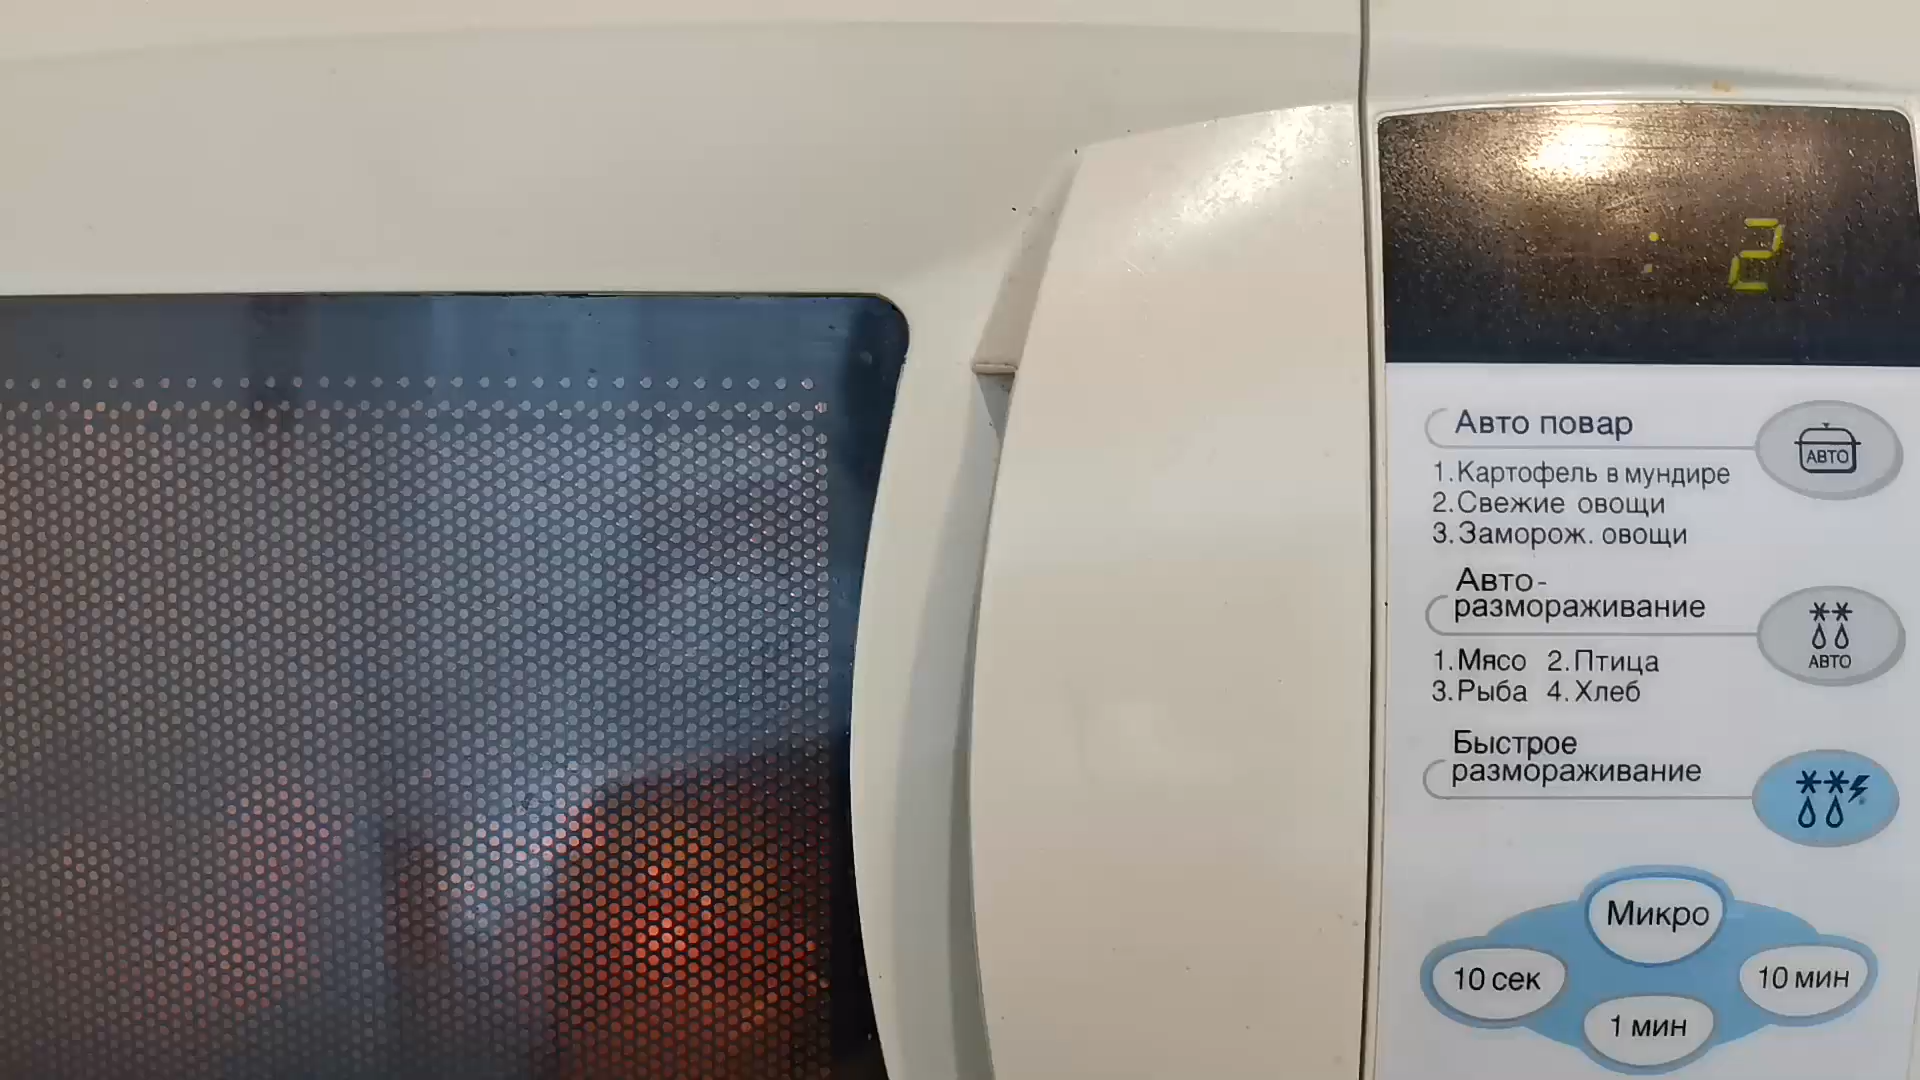 : 2
Авто повар
АВТО
1.Картофель в мундире
2.Свежие овощи
3.Заморож. овощи
Авто-
размораживание
АВТО
1.Мясо 2.Птица
3.Рыба 4.Хлеб
Быстрое
размораживание
Микро
10 сек
10 мин
1 мин